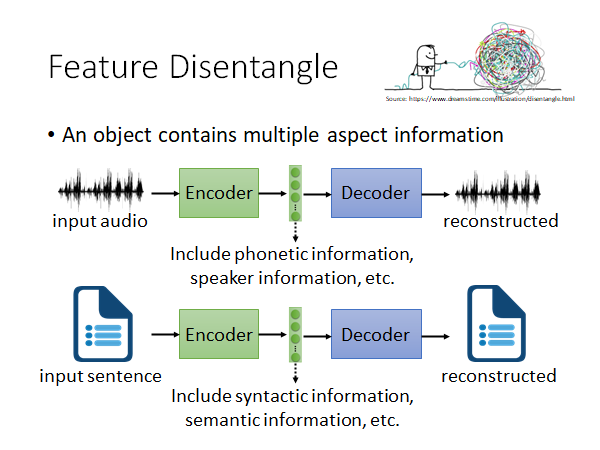 Feature Disentangle
Source: https://www.dreamstime.com/illustration/disentangle.html
• An object contains multiple aspect information
Encoder
Decoder
input audio
reconstructed
Include phonetic information,
speaker information, etc.
Encoder
Decoder
input sentence
reconstructed
Include syntactic information,
semantic information, etc.